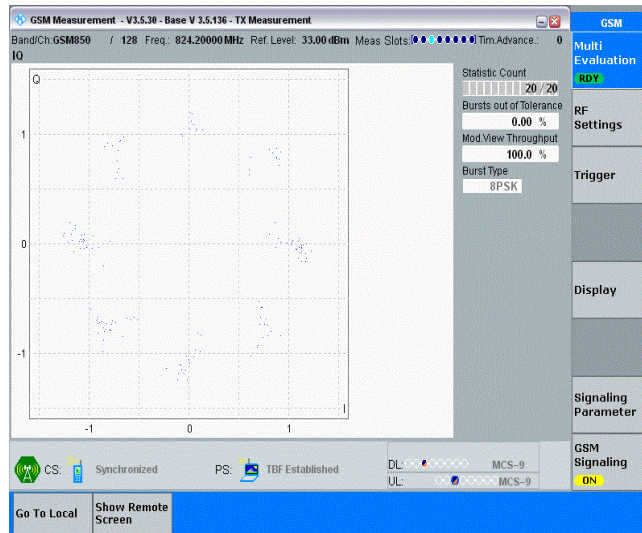 GSM Measurement - V3.5.30 - Base V 3.5.136 - TX Measurement
GSM
Band/Ch:GSM850 / 128 Freq.: 824.20000 MHz Ref. Level: 33.00 dBm Meas Slots: Tim.Advance.: 0
IQ
Multi
Evaluation
RDY
Q
1
0
-1
-1 0 1
I
Statistic Count
20 / 20
Bursts out of Tolerance
0.00 %
Mod.View Throughput
100.0 %
Burst Type
8PSK
RF
Settings
Trigger
Display
Signaling
Parameter
GSM
Signaling
ON
CS: Synchronized PS: TBF Established
DL: MCS-9
UL: MCS-9
Go To Local
Show Remote
Screen